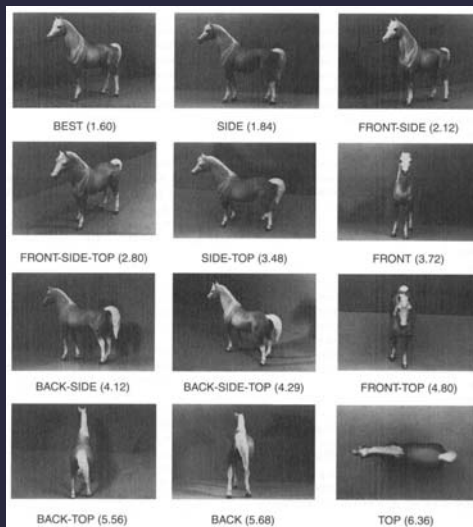 BEST (1.60)
SIDE (1.84)
FRONT-SIDE (2.12)
FRONT-SIDE-TOP (2.80)
SIDE-TOP (3.48)
FRONT (3.72)
BACK-SIDE (4.12)
BACK-SIDE-TOP (4.29)
FRONT-TOP (4.80)
BACK-TOP (5.56)
BACK (5.68)
TOP (6.36)